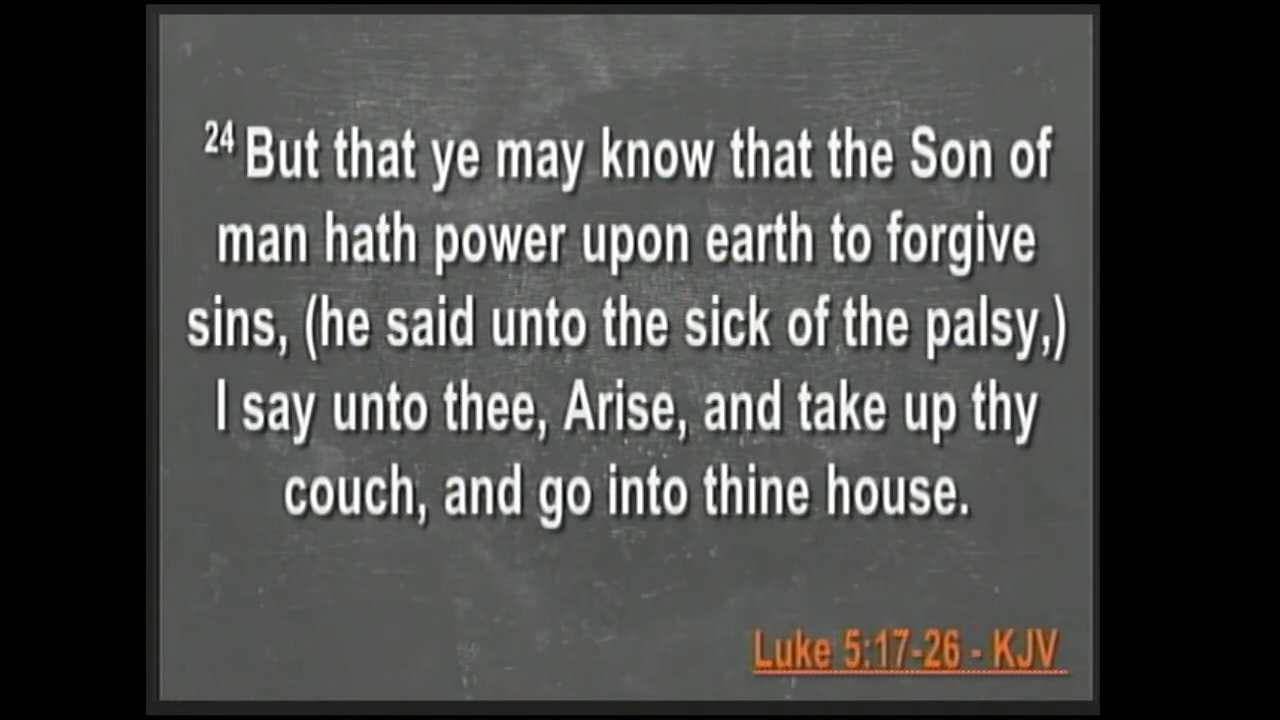 24 But that ye may know that the Son of
man hath power upon earth to forgive
sins, (he said unto the sick of the palsy,)
I say unto thee, Arise, and take up thy
couch, and go into thine house.
Luke 5:17-26 - KJV